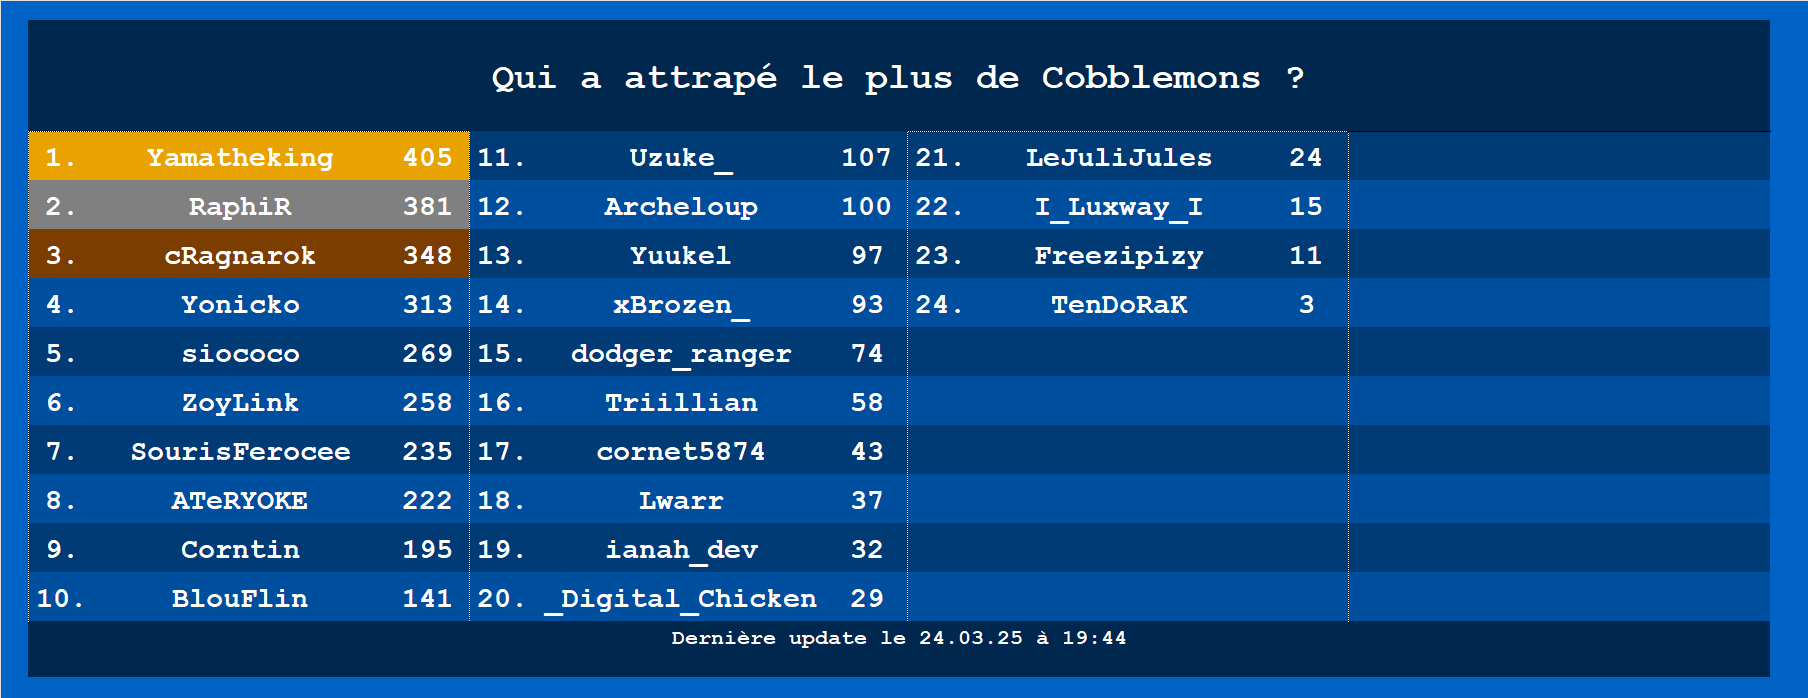 Qui a attrapé le plus de Cobblemons ?
1. Yamatheking 405
2. RaphiR 381
3. cRagnarok 348
4. Yonicko 313
5. siococo 269
6. ZoyLink 258
7. SourisFerocee 235
8. ATeRYOKE 222
9. Corntin 195
10. BlouFlin 141
11. Uzuke_ 107
12. Archeloup 100
13. Yuukel 97
14. xBrozen_ 93
15. dodger_ranger 74
16. Triillian 58
17. cornet5874 43
18. Lwarr 37
19. ianah_dev 32
20. _Digital_Chicken 29
21. LeJuliJules 24
22. I_Luxway_I 15
23. Freezipizy 11
24. TenDoRaK 3
Dernière update le 24.03.25 à 19:44